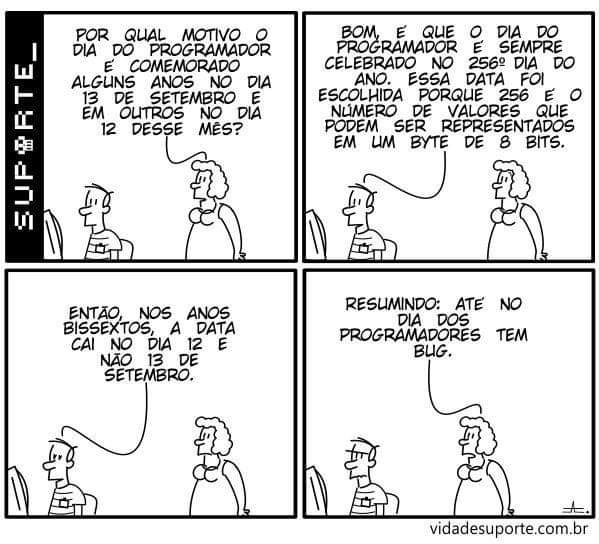 SUPORTE_
POR QUAL MOTIVO O
DIA DO PROGRAMADOR
É COMEMORADO
ALGUNS ANOS NO DIA
13 DE SETEMBRO E
EM OUTROS NO DIA
12 DESSE MÊS?
BOM, É QUE O DIA DO
PROGRAMADOR É SEMPRE
CELEBRADO NO 256º DIA DO
ANO. ESSA DATA FOI
ESCOLHIDA PORQUE 256 É O
NÚMERO DE VALORES QUE
PODEM SER REPRESENTADOS
EM UM BYTE DE 8 BITS.
ENTÃO, NOS ANOS
BISSEXTOS, A DATA
CAI NO DIA 12 E
NÃO 13 DE
SETEMBRO.
RESUMINDO: ATÉ NO
DIA DOS
PROGRAMADORES TEM
BUG.
vidadesuporte.com.br